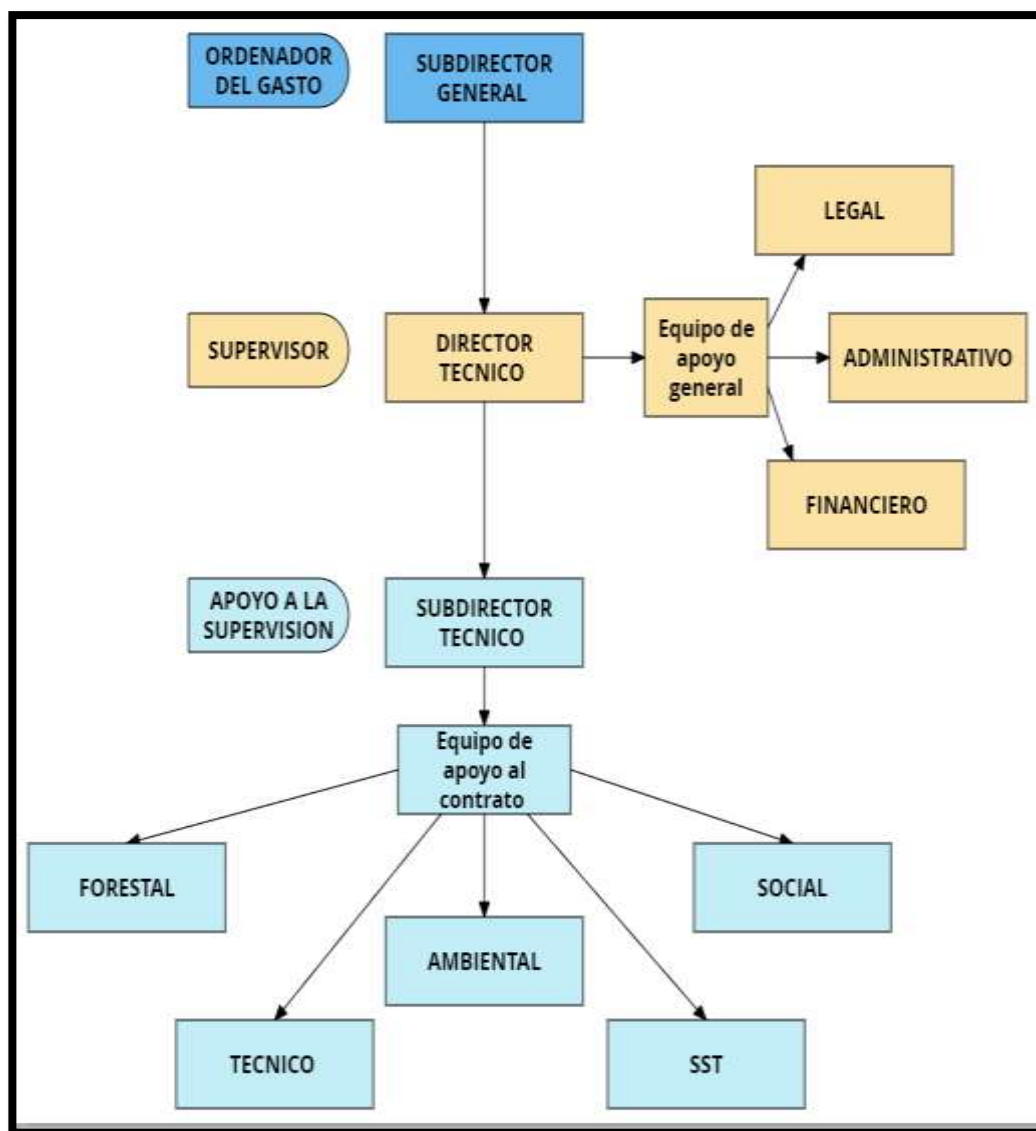 ORDENADOR
DEL GASTO
SUBDIRECTOR
GENERAL
LEGAL
SUPERVISOR
DIRECTOR
TECNICO
Equipo de
apoyo
general
ADMINISTRATIVO
FINANCIERO
APOYO A LA
SUPERVISION
SUBDIRECTOR
TECNICO
Equipo de
apoyo al
contrato
FORESTAL
SOCIAL
AMBIENTAL
TECNICO
SST